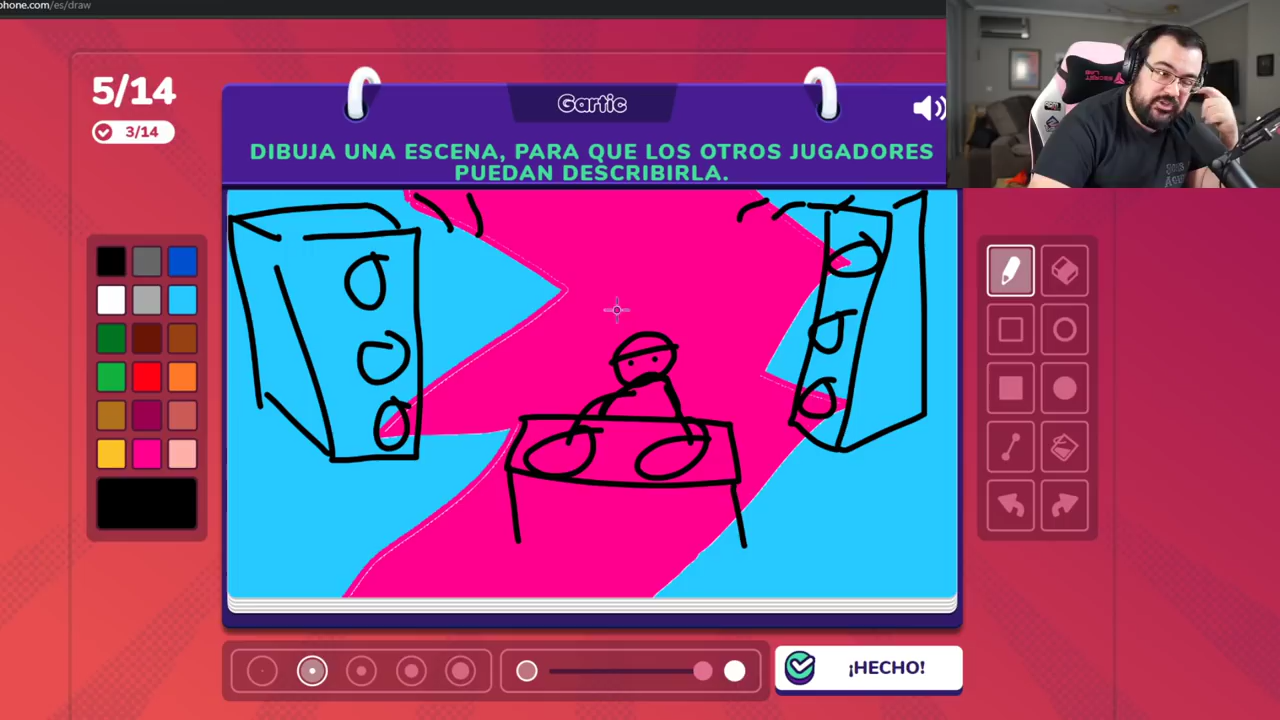 phone.com/es/draw
5/14
3/14
Gartic
DIBUJA UNA ESCENA, PARA QUE LOS OTROS JUGADORES
PUEDAN DESCRIBIRLA.
¡HECHO!